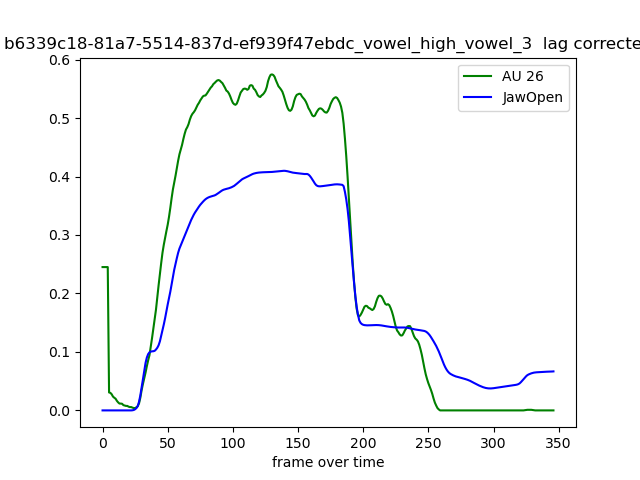 b6339c18-81a7-5514-837d-ef939f47ebdc_vowel_high_vowel_3 lag correcte
0.6
0.5
0.4
0.3
0.2
0.1
0.0
AU 26
JawOpen
0 50 100 150 200 250 300 350
frame over time